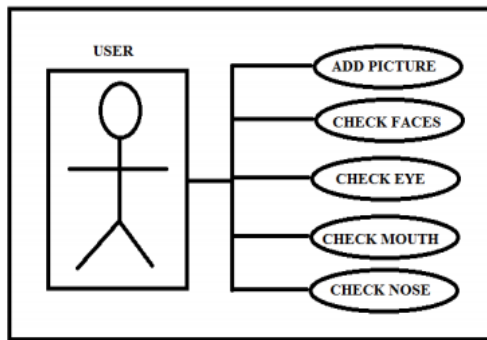 USER
ADD PICTURE
CHECK FACES
CHECK EYE
CHECK MOUTH
CHECK NOSE